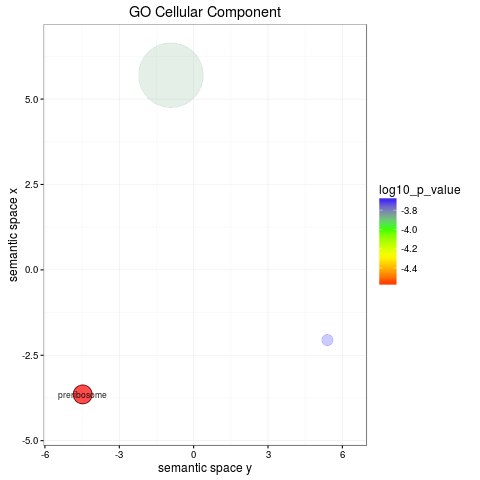 GO Cellular Component
5.0
2.5
0.0
-2.5
-5.0
semantic space x
preribosome
-6
-3
0
3
6
semantic space y
log10_p_value
-3.8
-4.0
-4.2
-4.4